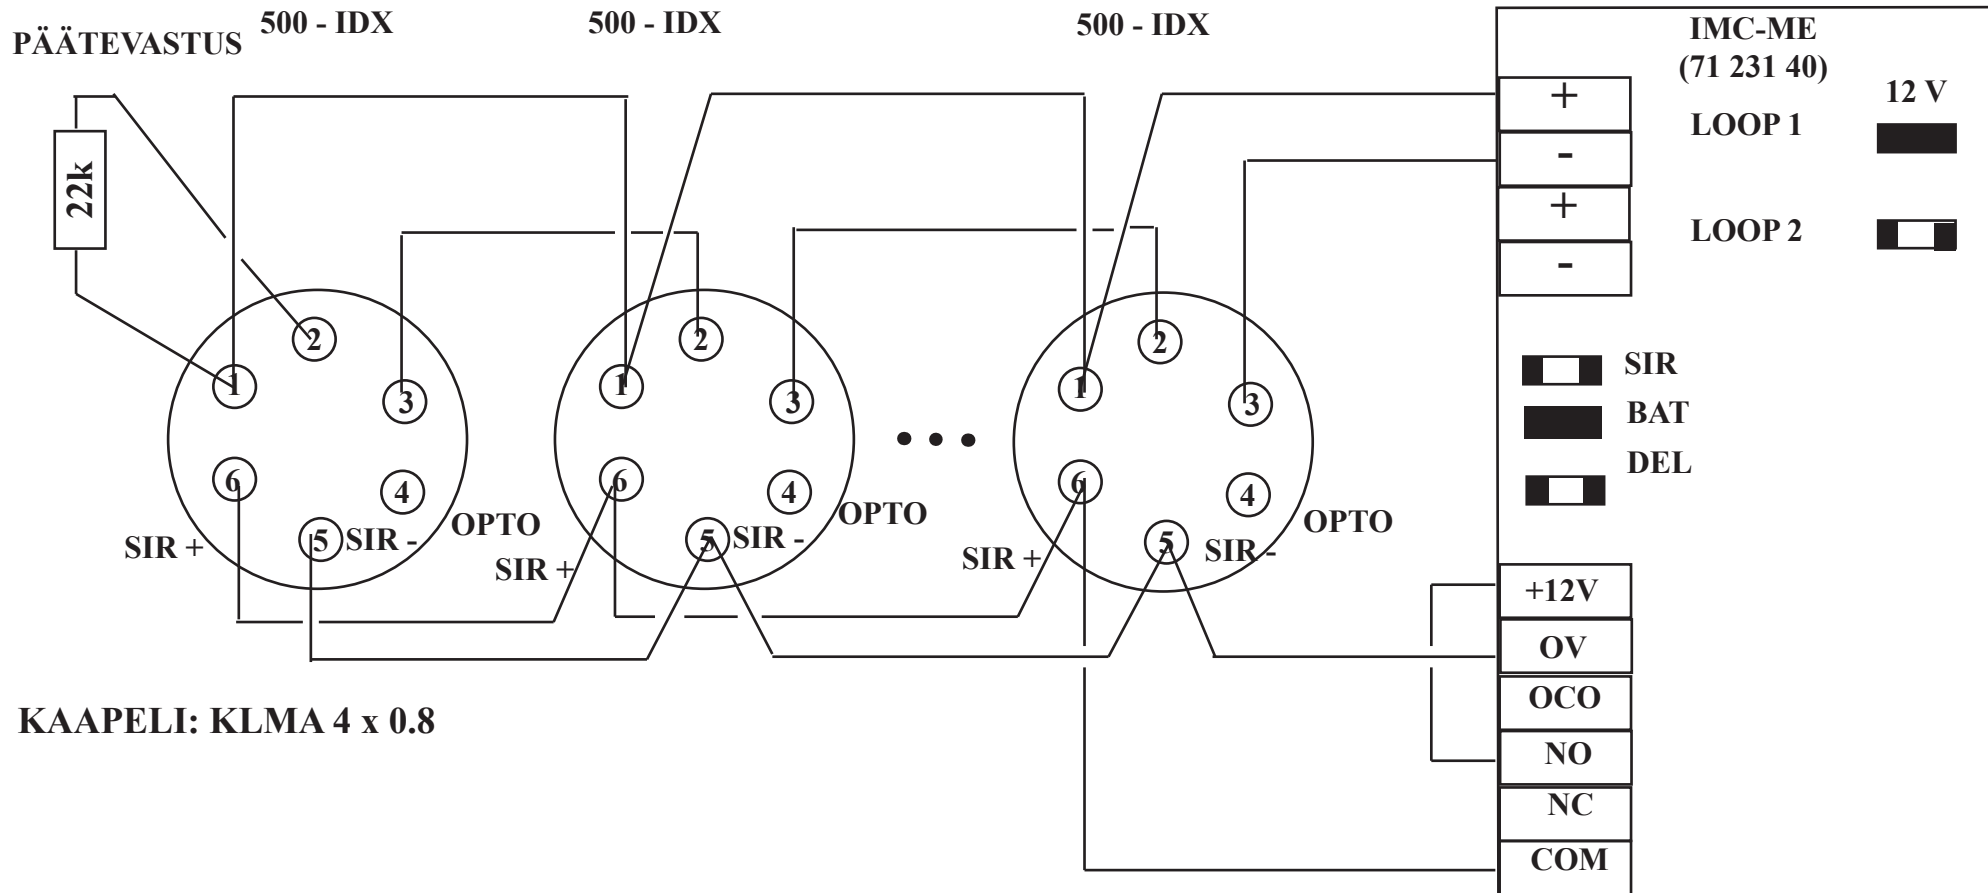 500 - IDX
500 - IDX
500 - IDX
PÄÄTEVASTUS
IMC-ME
(71 231 40)
+
12 V
LOOP 1
-
22k
+
LOOP 2
-
2
2
2
1
3
1
3
1
3
SIR
BAT
DEL
6
4
6
4
6
4
OPTO
OPTO
OPTO
SIR +
5
SIR -
SIR +
5
SIR -
SIR +
5
SIR -
+12V
OV
OCO
NO
NC
COM
KAAPELI: KLMA 4 x 0.8